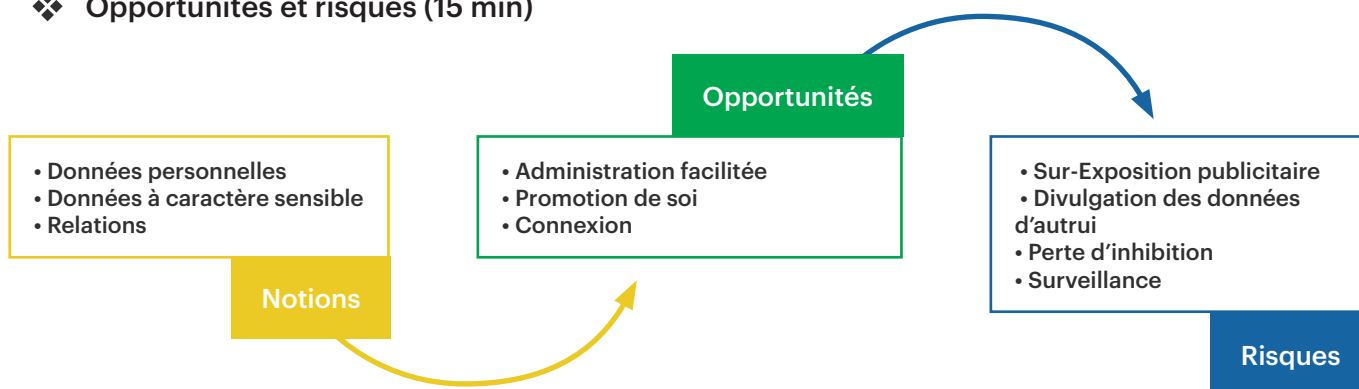 ❖ Opportunités et risques (15 min)
• Données personnelles
• Données à caractère sensible
• Relations
Notions
Opportunités
• Administration facilitée
• Promotion de soi
• Connexion
• Sur-Exposition publicitaire
• Divulgation des données
d’autrui
• Perte d’inhibition
• Surveillance
Risques